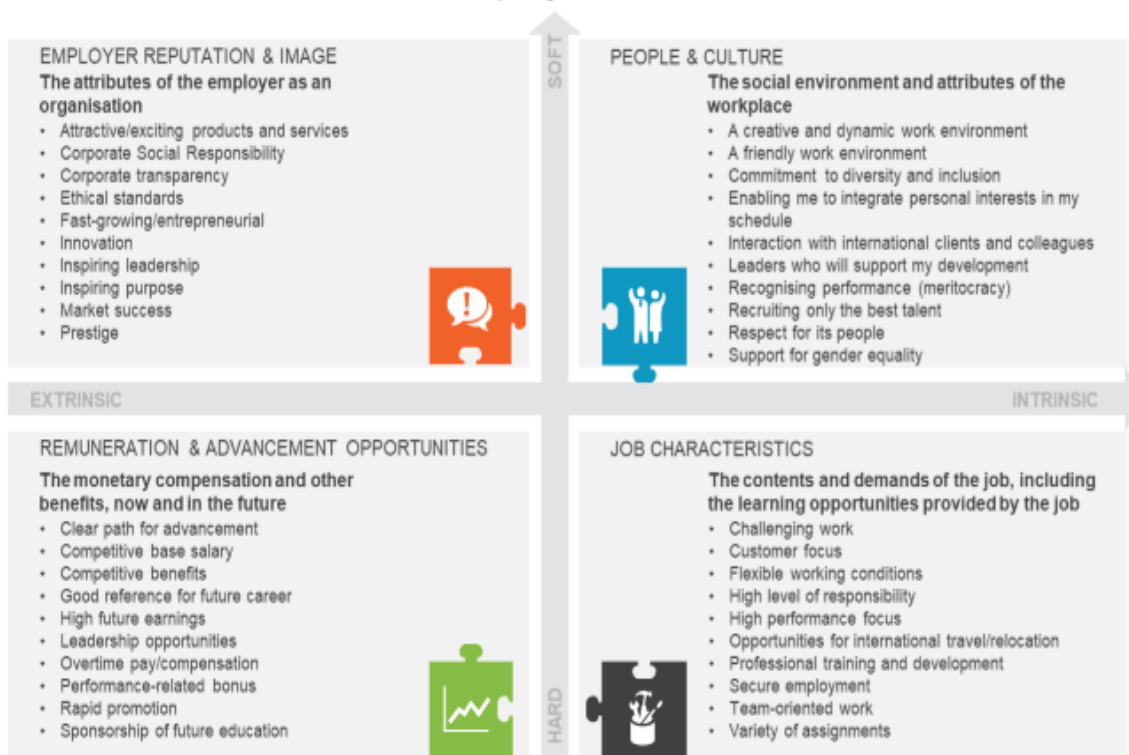 SOFT
EMPLOYER REPUTATION & IMAGE
The attributes of the employer as an
organisation
• Attractive/exciting products and services
• Corporate Social Responsibility
• Corporate transparency
• Ethical standards
• Fast-growing/entrepreneurial
• Innovation
• Inspiring leadership
• Inspiring purpose
• Market success
• Prestige
PEOPLE & CULTURE
The social environment and attributes of the
workplace
• A creative and dynamic work environment
• A friendly work environment
• Commitment to diversity and inclusion
• Enabling me to integrate personal interests in my
schedule
• Interaction with international clients and colleagues
• Leaders who will support my development
• Recognising performance (meritocracy)
• Recruiting only the best talent
• Respect for its people
• Support for gender equality
EXTRINSIC
INTRINSIC
REMUNERATION & ADVANCEMENT OPPORTUNITIES
The monetary compensation and other
benefits, now and in the future
• Clear path for advancement
• Competitive base salary
• Competitive benefits
• Good reference for future career
• High future earnings
• Leadership opportunities
• Overtime pay/compensation
• Performance-related bonus
• Rapid promotion
• Sponsorship of future education
JOB CHARACTERISTICS
The contents and demands of the job, including
the learning opportunities provided by the job
• Challenging work
• Customer focus
• Flexible working conditions
• High level of responsibility
• High performance focus
• Opportunities for international travel/relocation
• Professional training and development
• Secure employment
• Team-oriented work
• Variety of assignments
HARD